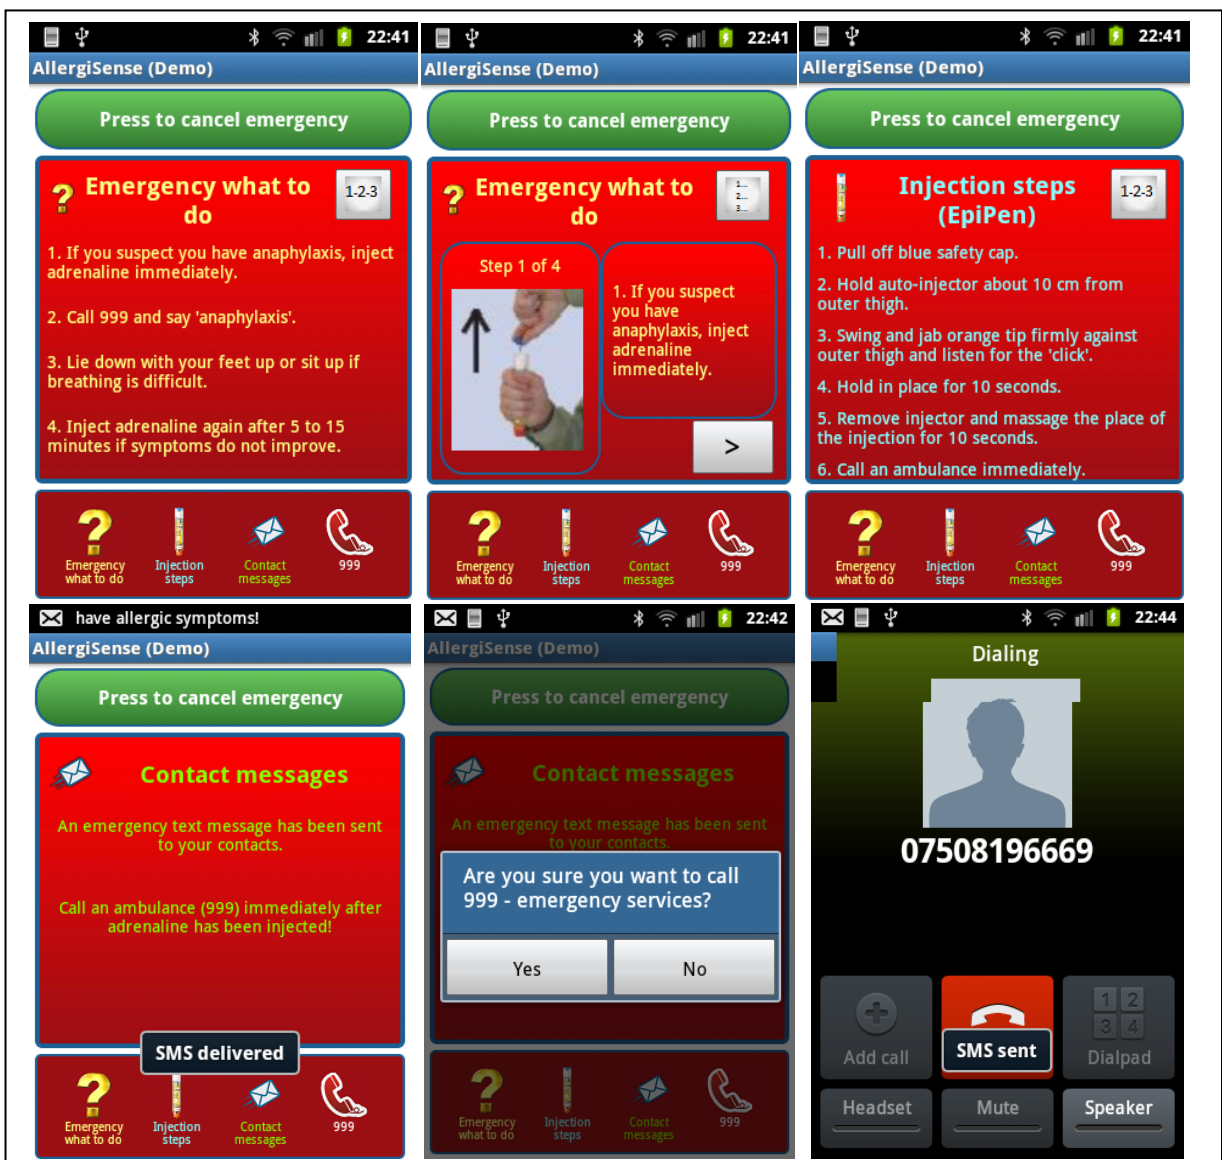 22:41
AllergiSense (Demo)
Press to cancel emergency
Emergency what to
do
1-2-3
1. If you suspect you have anaphylaxis, inject
adrenaline immediately.
2. Call 999 and say 'anaphylaxis'.
3. Lie down with your feet up or sit up if
breathing is difficult.
4. Inject adrenaline again after 5 to 15
minutes if symptoms do not improve.
Emergency
what to do
Injection
steps
Contact
messages
999
22:41
AllergiSense (Demo)
Press to cancel emergency
Emergency what to
do
1...
2...
3...
Step 1 of 4
1. If you suspect
you have
anaphylaxis, inject
adrenaline
immediately.
>
Emergency
what to do
Injection
steps
Contact
messages
999
22:41
AllergiSense (Demo)
Press to cancel emergency
Injection steps
(EpiPen)
1-2-3
1. Pull off blue safety cap.
2. Hold auto-injector about 10 cm from
outer thigh.
3. Swing and jab orange tip firmly against
outer thigh and listen for the 'click'.
4. Hold in place for 10 seconds.
5. Remove injector and massage the place of
the injection for 10 seconds.
6. Call an ambulance immediately.
Emergency
what to do
Injection
steps
Contact
messages
999
have allergic symptoms!
AllergiSense (Demo)
Press to cancel emergency
Contact messages
An emergency text message has been sent
to your contacts.
Call an ambulance (999) immediately after
adrenaline has been injected!
SMS delivered
Emergency
what to do
Injection
steps
Contact
messages
999
22:42
AllergiSense (Demo)
Press to cancel emergency
Contact messages
An emergency text message has been sent
to your contacts.
Are you sure you want to call
999 - emergency services?
Yes
No
Emergency
what to do
Injection
steps
Contact
messages
999
22:44
Dialing
07508196669
Add call
SMS sent
1 2
3 4
Dialpad
Headset
Mute
Speaker